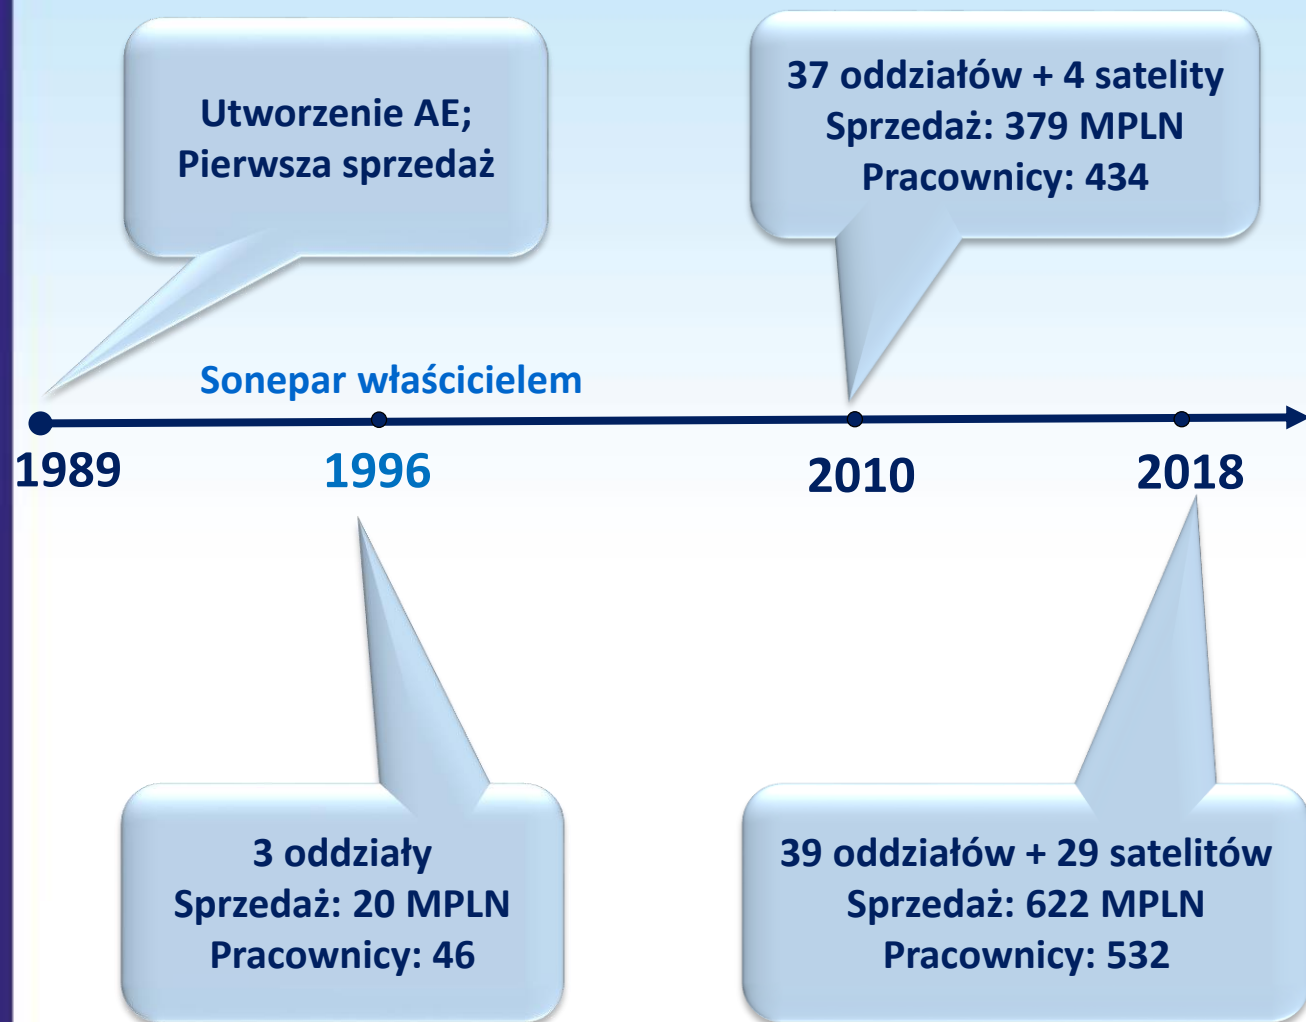 Utworzenie AE;
Pierwsza sprzedaż
37 oddziałów + 4 satelity
Sprzedaż: 379 MPLN
Pracownicy: 434
Sonepar właścicielem
1989
1996
2010
2018
3 oddziały
Sprzedaż: 20 MPLN
Pracownicy: 46
39 oddziałów + 29 satelitów
Sprzedaż: 622 MPLN
Pracownicy: 532